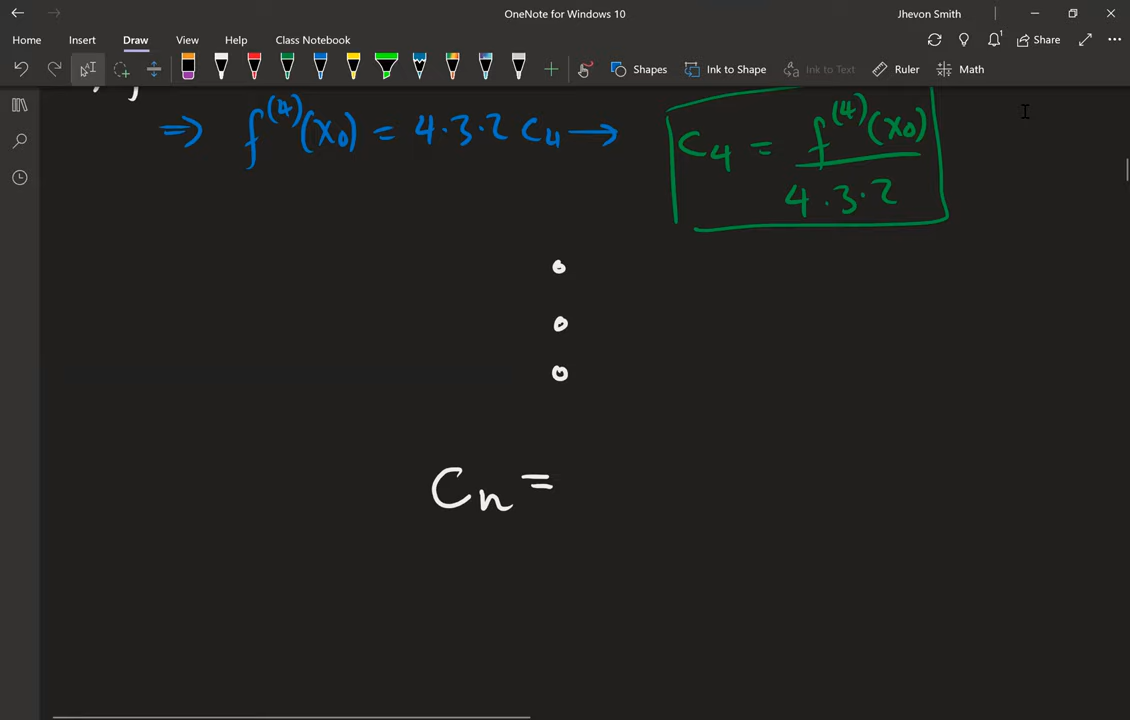 OneNote for Windows 10
Jhevon Smith
Home Insert Draw View Help Class Notebook
Share
Shapes Ink to Shape Ink to Text Ruler Math
⇒ f⁽⁴⁾(x₀) = 4·3·2 C₄ → C₄ = f⁽⁴⁾(x₀) / 4·3·2
Cₙ =